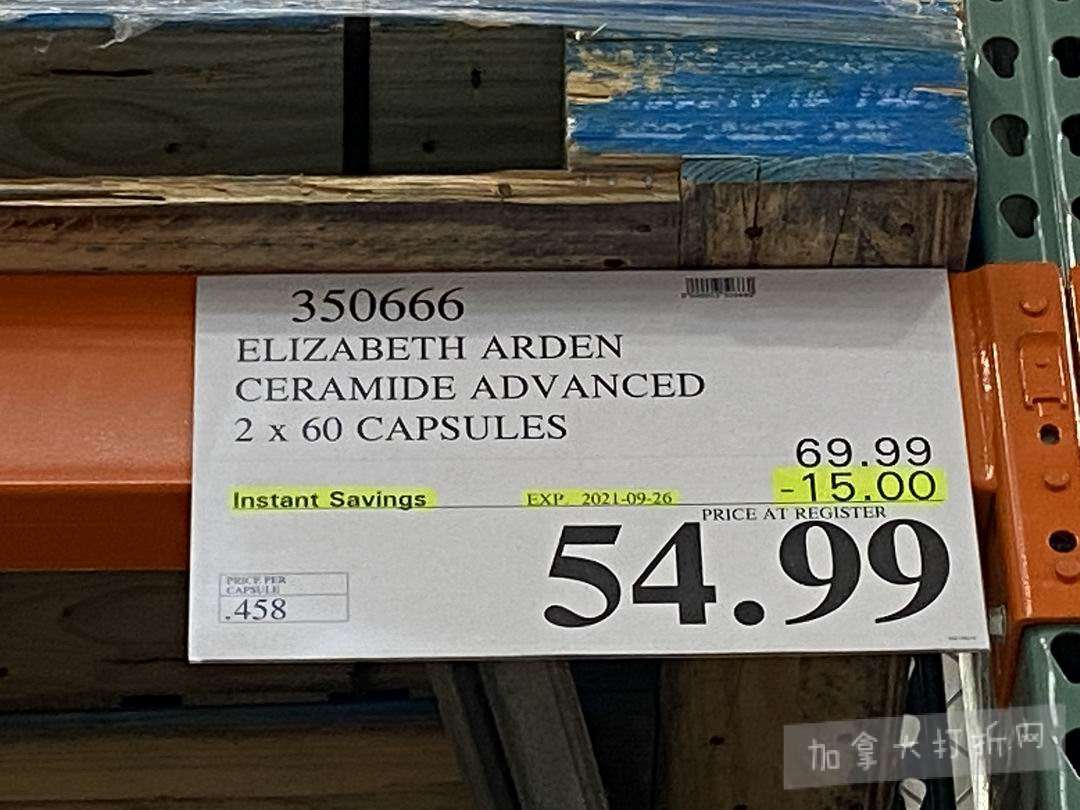 350666
ELIZABETH ARDEN
CERAMIDE ADVANCED
2 x 60 CAPSULES
69.99
Instant Savings EXP. 2021-09-26 -15.00
PRICE AT REGISTER
54.99
PRICE PER
CAPSULE
.458
加拿大打折网